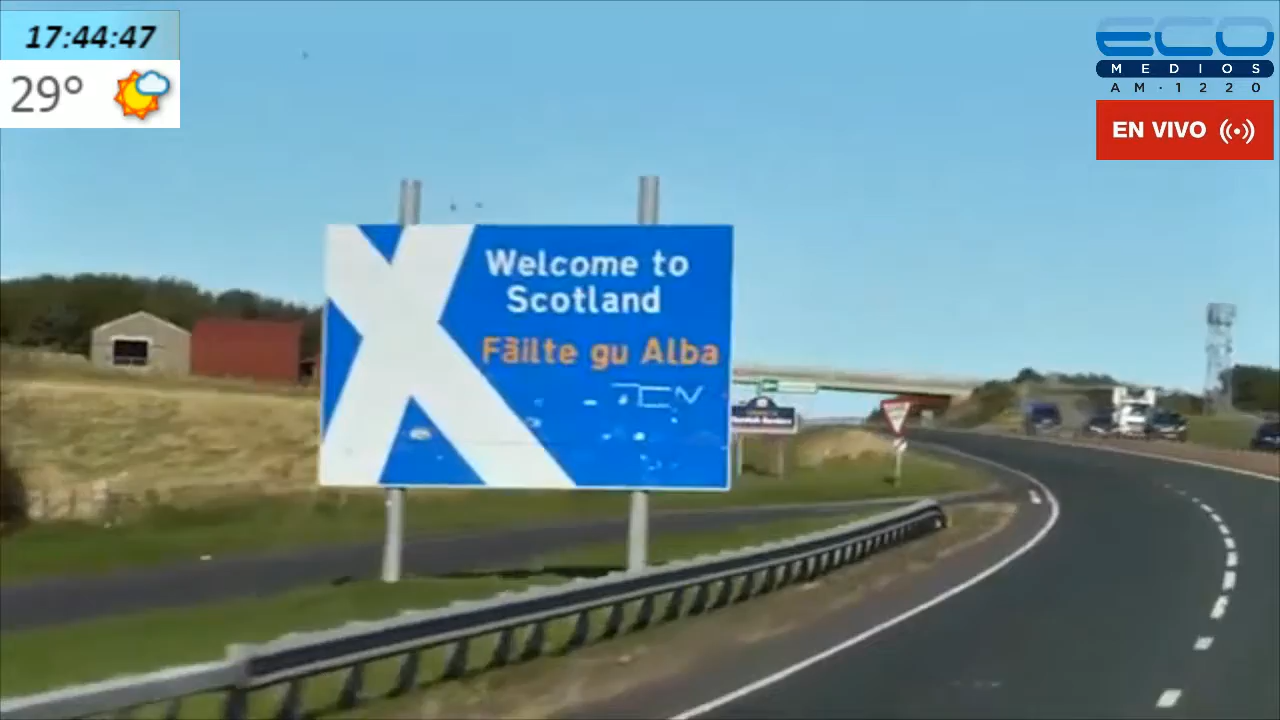 17:44:47
29°
ECO
MEDIOS
AM·1220
EN VIVO
Welcome to
Scotland
Fàilte gu Alba